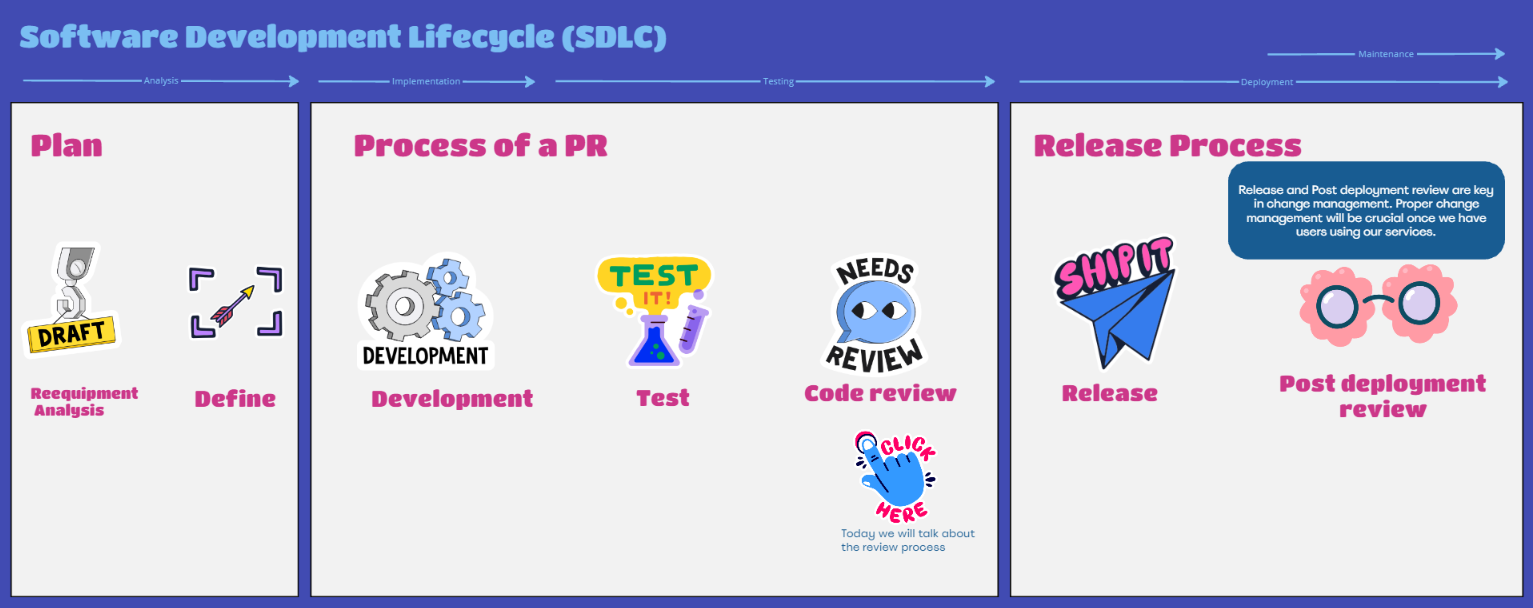 Software Development Lifecycle (SDLC)
Maintenance
Analysis
Implementation
Testing
Deployment
Plan
DRAFT
Reequipment
Analysis
Define
Process of a PR
DEVELOPMENT
Development
TEST
IT!
Test
NEEDS
REVIEW
Code review
CLICK
HERE
Today we will talk about
the review process
Release Process
Release and Post deployment review are key
in change management. Proper change
management will be crucial once we have
users using our services.
SHIP IT
Release
Post deployment
review